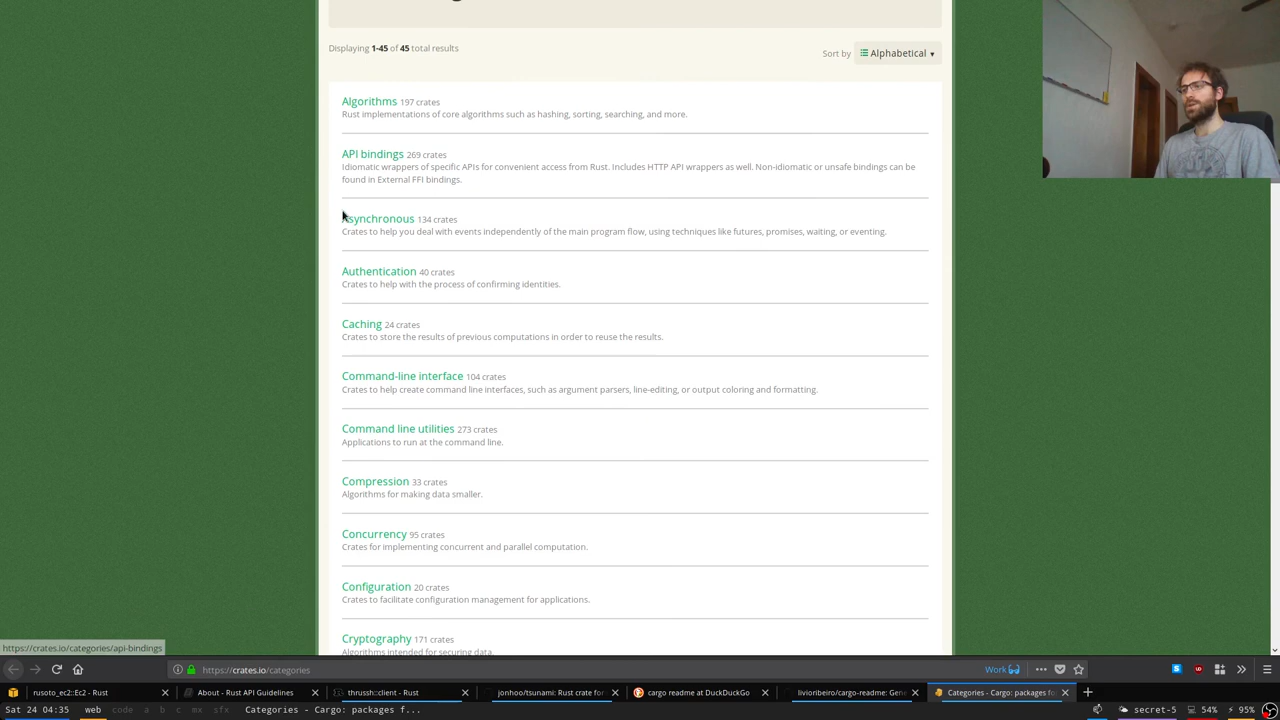 Displaying 1-45 of 45 total results
Sort by Alphabetical ▾
Algorithms 197 crates
Rust implementations of core algorithms such as hashing, sorting, searching, and more.
API bindings 269 crates
Idiomatic wrappers of specific APIs for convenient access from Rust. Includes HTTP API wrappers as well. Non-idiomatic or unsafe bindings can be
found in External FFI bindings.
Asynchronous 134 crates
Crates to help you deal with events independently of the main program flow, using techniques like futures, promises, waiting, or eventing.
Authentication 40 crates
Crates to help with the process of confirming identities.
Caching 24 crates
Crates to store the results of previous computations in order to reuse the results.
Command-line interface 104 crates
Crates to help create command line interfaces, such as argument parsers, line-editing, or output coloring and formatting.
Command line utilities 273 crates
Applications to run at the command line.
Compression 33 crates
Algorithms for making data smaller.
Concurrency 95 crates
Crates for implementing concurrent and parallel computation.
Configuration 20 crates
Crates to facilitate configuration management for applications.
Cryptography 171 crates
Algorithms intended for securing data.
https://crates.io/categories/api-bindings
https://crates.io/categories
Work
rusoto_ec2::Ec2 - Rust
About - Rust API Guidelines
thrussh::client - Rust
jonhoo/tsunami: Rust crate for
cargo readme at DuckDuckGo
livioribeiro/cargo-readme: Gene
Categories - Cargo: packages fo
Sat 24 04:35 web code a b c mx sfx Categories - Cargo: packages f...
secret-5 54% 95%